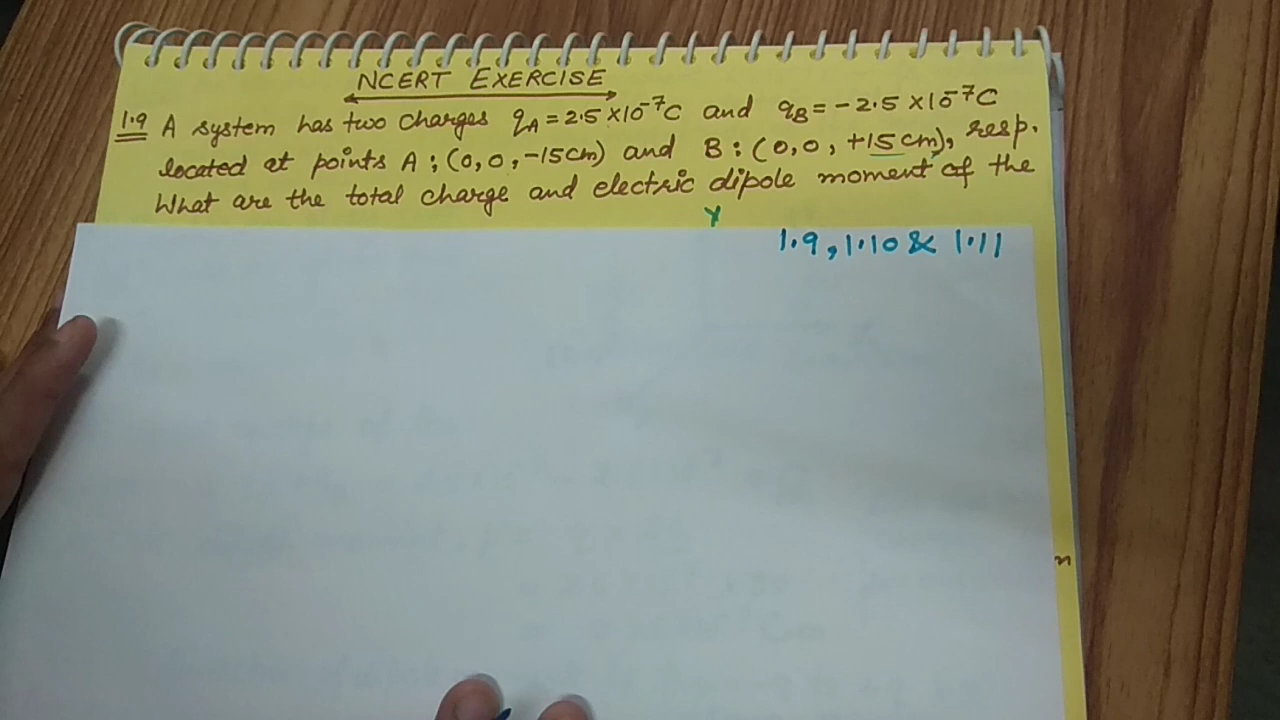 NCERT EXERCISE
1.9 A system has two charges qA = 2.5 ×10⁻⁷C and qB = -2.5 ×10⁻⁷C
located at points A : (0, 0, -15cm) and B : (0, 0, +15 cm), resp.
What are the total charge and electric dipole moment of the
Y
1.9, 1.10 & 1.11
n